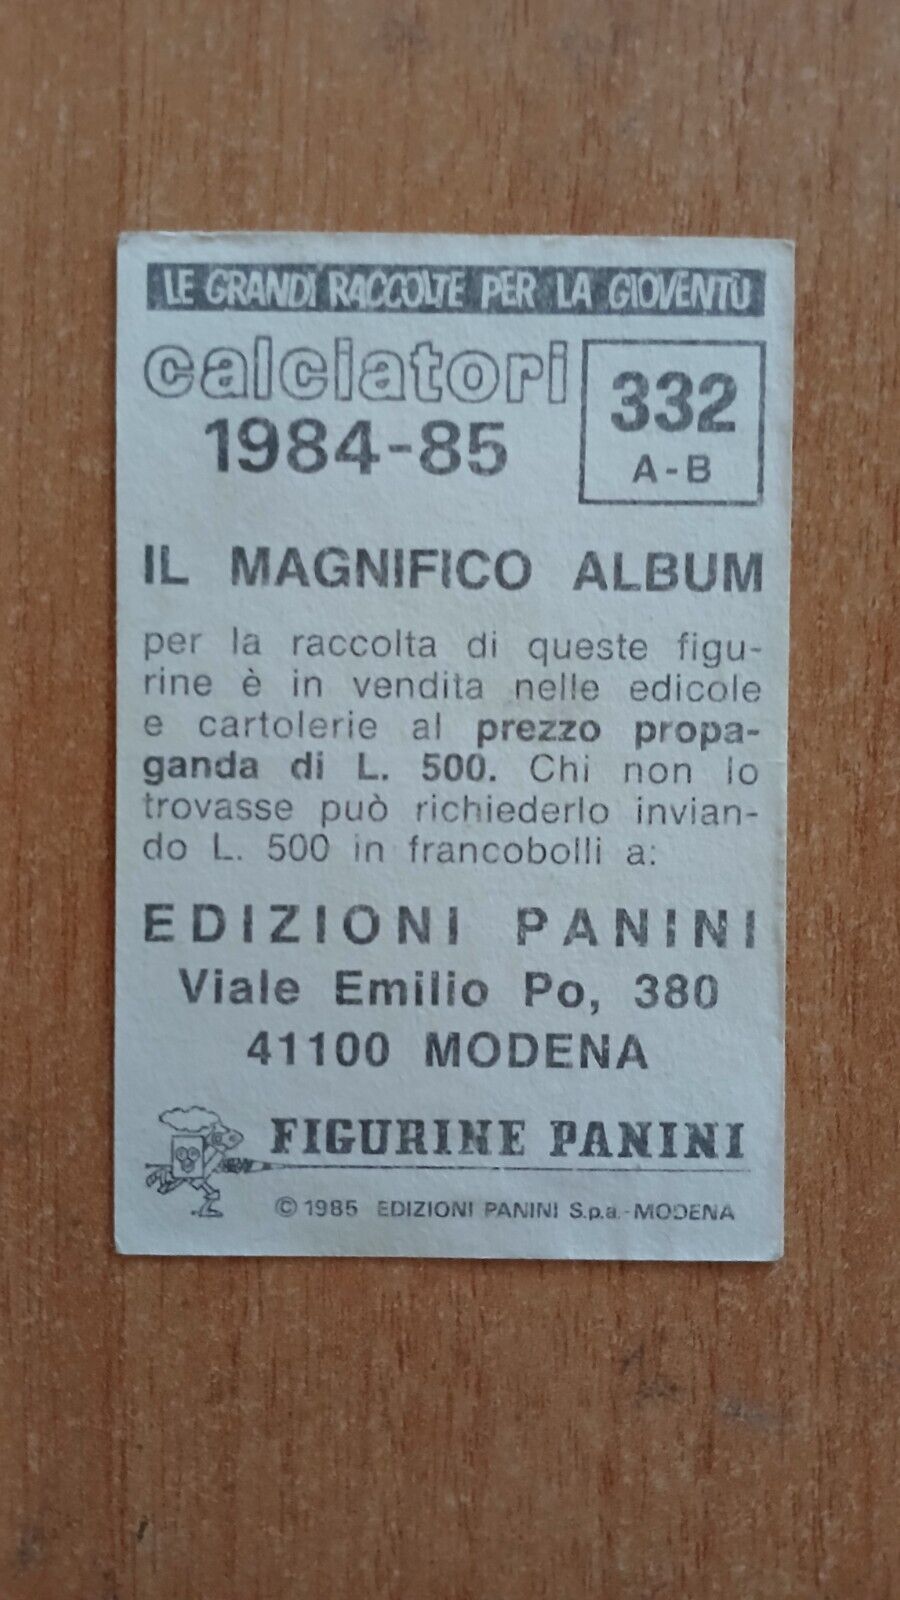 LE GRANDI RACCOLTE PER LA GIOVENTÙ
calciatori
1984-85
332
A-B
IL MAGNIFICO ALBUM
per la raccolta di queste figu-
rine è in vendita nelle edicole
e cartolerie al prezzo propa-
ganda di L. 500. Chi non lo
trovasse può richiederlo invian-
do L. 500 in francobolli a:
EDIZIONI PANINI
Viale Emilio Po, 380
41100 MODENA
FIGURINE PANINI
© 1985 EDIZIONI PANINI S.p.a.-MODENA